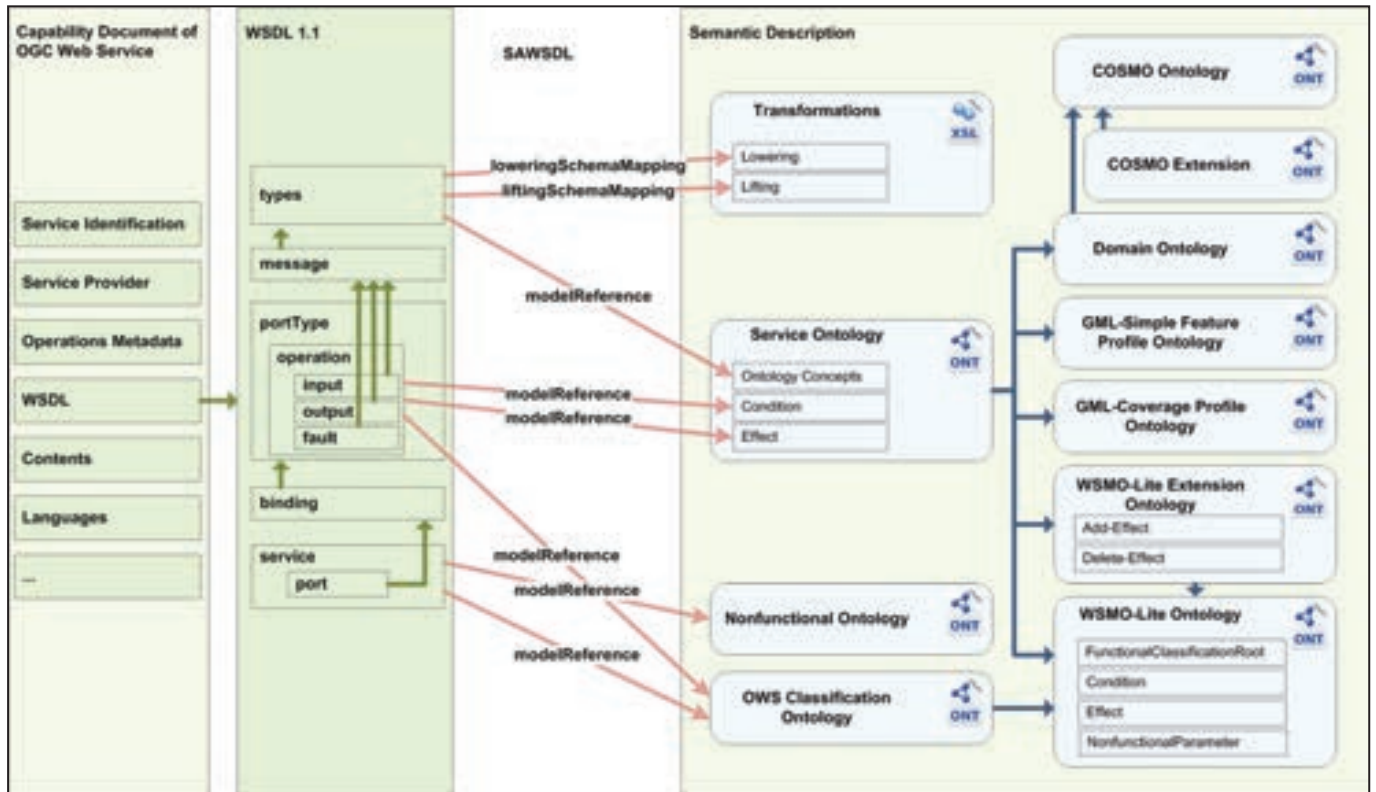 Capability Document of
OGC Web Service
Service Identification
Service Provider
Operations Metadata
WSDL
Contents
Languages
...
WSDL 1.1
types
message
portType
operation
input
output
fault
binding
service
port
SAWSDL
loweringSchemaMapping
liftingSchemaMapping
modelReference
modelReference
modelReference
modelReference
modelReference
modelReference
Semantic Description
Transformations
XSL
Lowering
Lifting
Service Ontology
ONT
Ontology Concepts
Condition
Effect
Nonfunctional Ontology
ONT
OWS Classification
Ontology
ONT
COSMO Ontology
ONT
COSMO Extension
ONT
Domain Ontology
ONT
GML-Simple Feature
Profile Ontology
ONT
GML-Coverage Profile
Ontology
ONT
WSMO-Lite Extension
Ontology
ONT
Add-Effect
Delete-Effect
WSMO-Lite Ontology
ONT
FunctionalClassificationRoot
Condition
Effect
NonfunctionalParameter